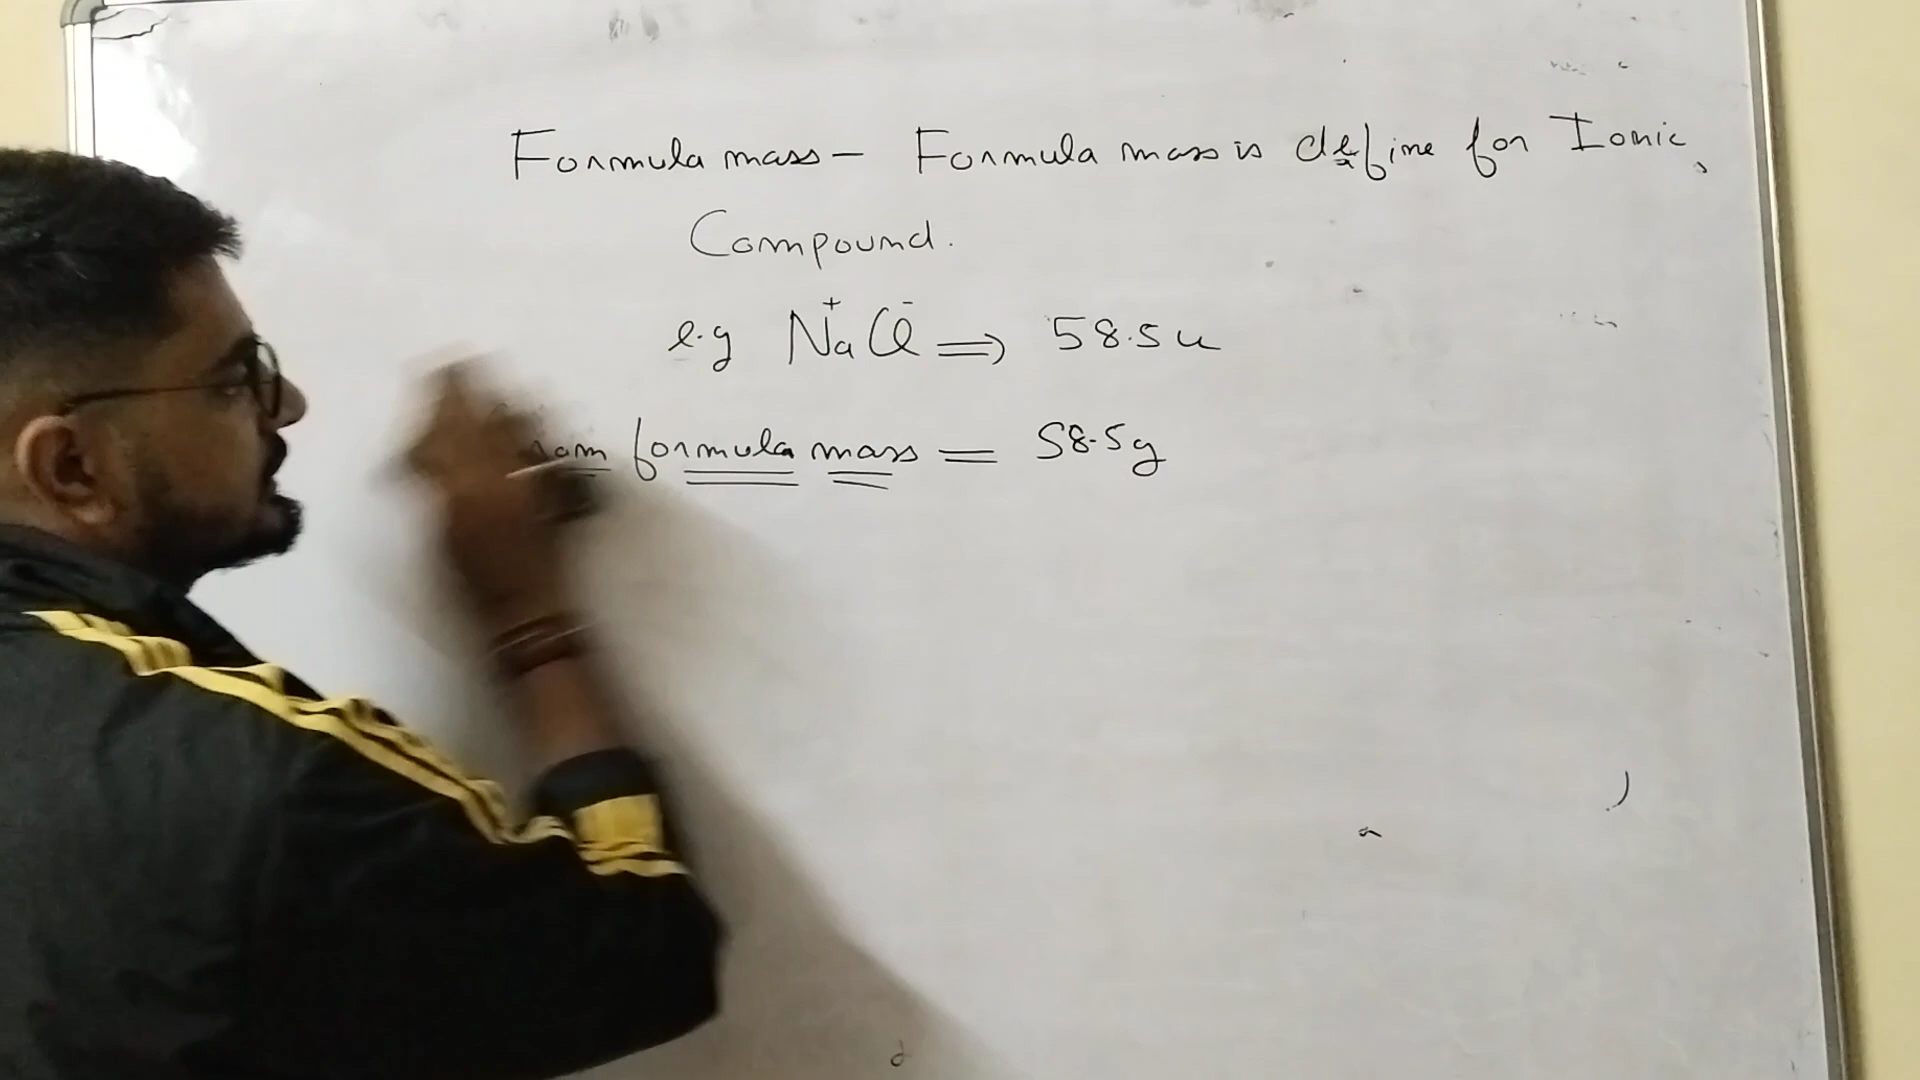 Formula mass – Formula mass is define for Ionic
Compound.
e.g Na⁺Cl⁻ ⇒ 58.5u
formula mass = 58.5g